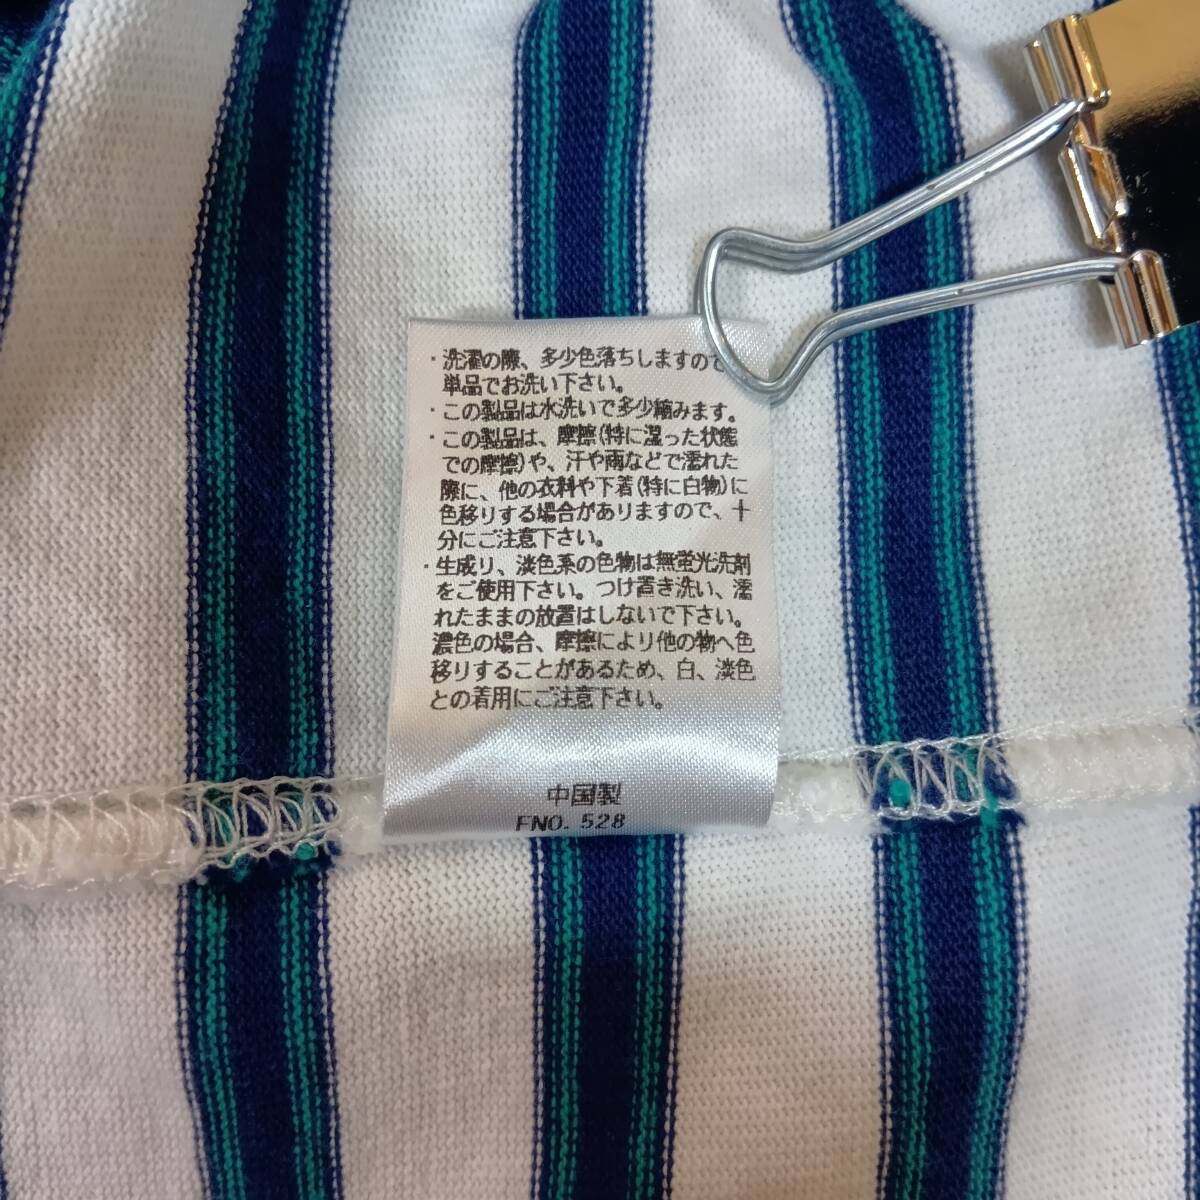 ・洗濯の際、多少色落ちしますので
単品でお洗い下さい。
・この製品は水洗いで多少縮みます。
・この製品は、摩擦(特に湿った状態
での摩擦)や、汗や雨などで濡れた
際に、他の衣料や下着(特に白物)に
色移りする場合がありますので、十
分にご注意下さい。
・生成り、淡色系の色物は無蛍光洗剤
をご使用下さい。つけ置き洗い、濡
れたままの放置はしないで下さい。
濃色の場合、摩擦により他の物へ色
移りすることがあるため、白、淡色
との着用にご注意下さい。
中国製
FNO. 528